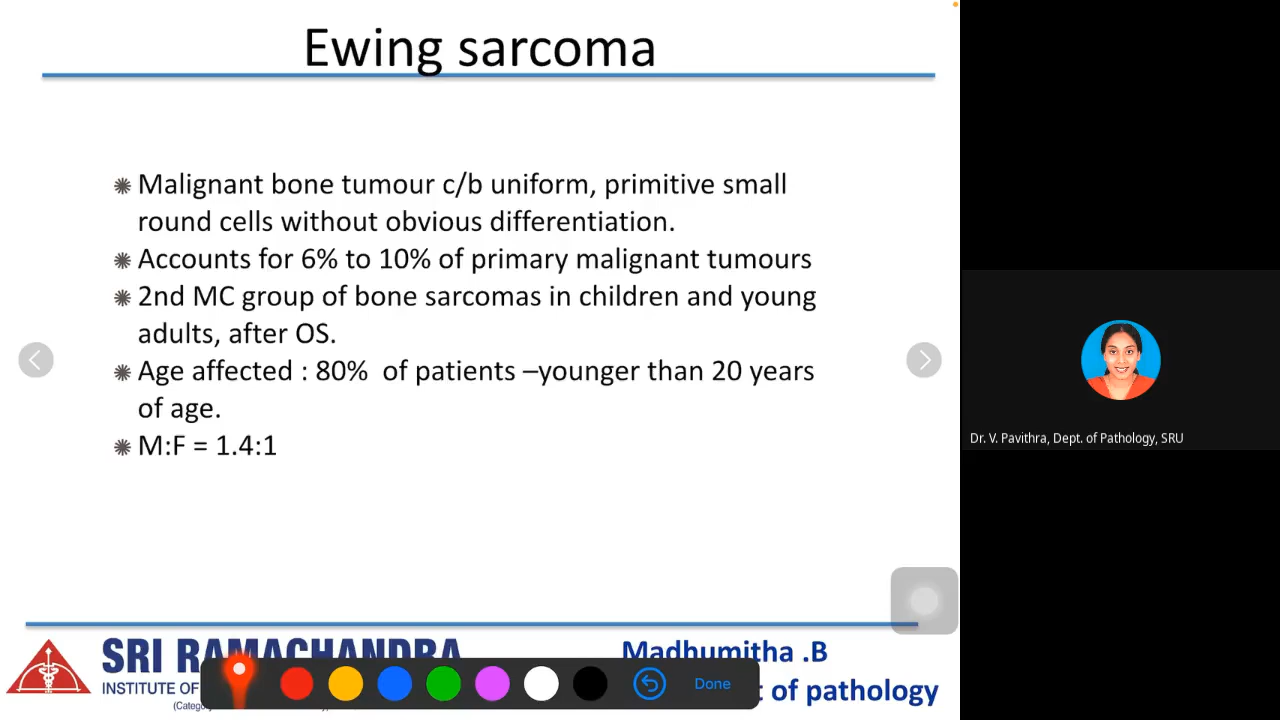 Ewing sarcoma
Malignant bone tumour c/b uniform, primitive small
round cells without obvious differentiation.
Accounts for 6% to 10% of primary malignant tumours
2nd MC group of bone sarcomas in children and young
adults, after OS.
Age affected : 80% of patients –younger than 20 years
of age.
M:F = 1.4:1
Dr. V. Pavithra, Dept. of Pathology, SRU
SRI RAMACHANDRA
INSTITUTE OF
(Categ
Madhumitha .B
of pathology
Done